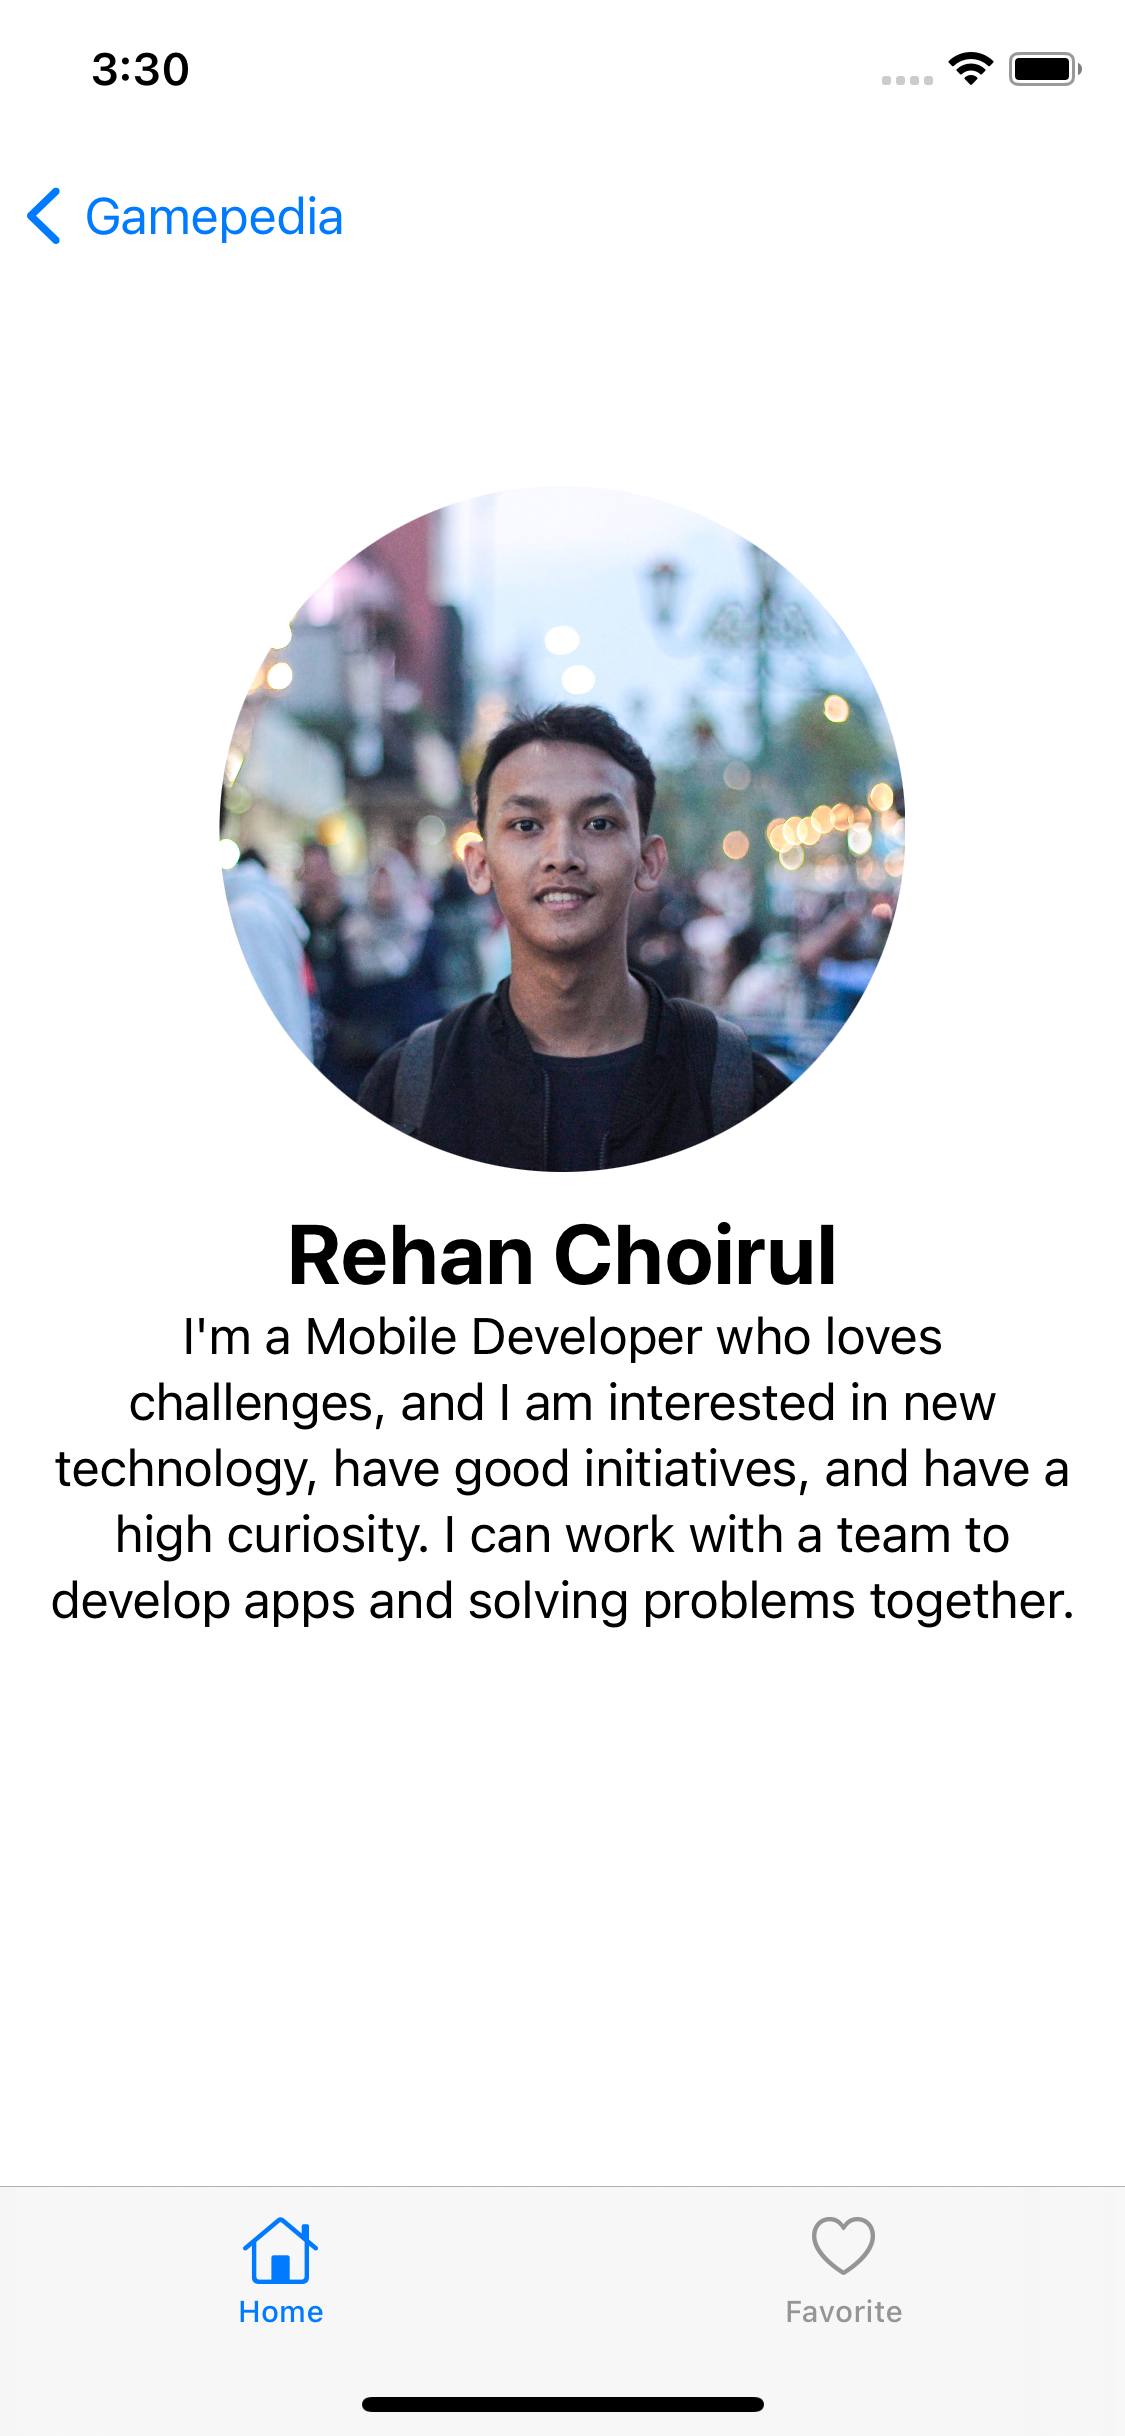 3:30
Gamepedia
Rehan Choirul
I'm a Mobile Developer who loves
challenges, and I am interested in new
technology, have good initiatives, and have a
high curiosity. I can work with a team to
develop apps and solving problems together.
Home
Favorite